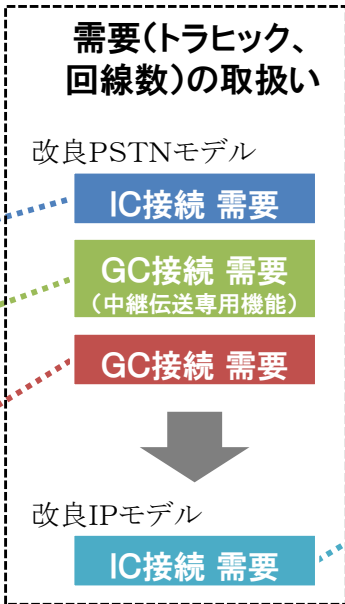 需要(トラヒック、
回線数)の取扱い
改良PSTNモデル
IC接続 需要
GC接続 需要
(中継伝送専用機能)
GC接続 需要
改良IPモデル
IC接続 需要